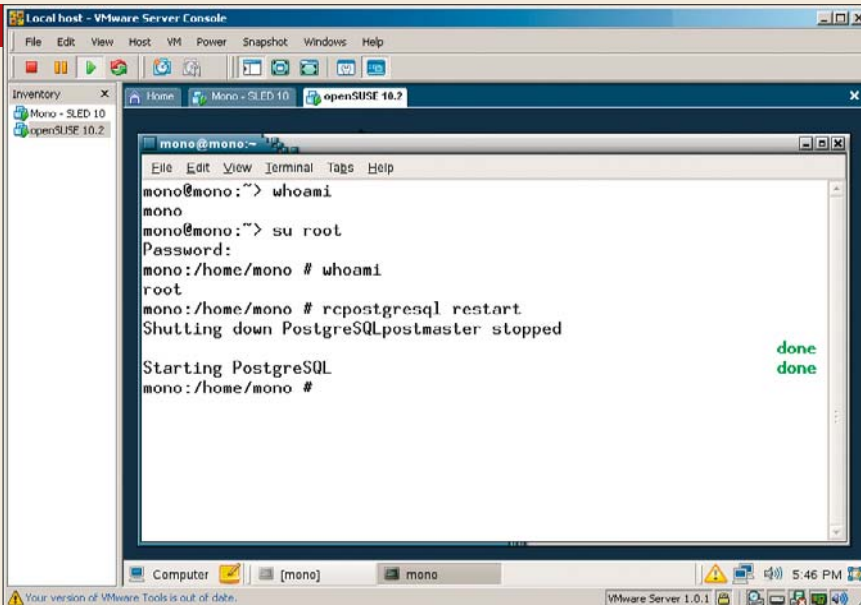 Local host - VMware Server Console
File Edit View Host VM Power Snapshot Windows Help
Inventory x
Mono - SLED 10
openSUSE 10.2
Home Mono - SLED 10 openSUSE 10.2
mono@mono:~
File Edit View Terminal Tabs Help
mono@mono:~> whoami
mono
mono@mono:~> su root
Password:
mono:/home/mono # whoami
root
mono:/home/mono # rcpostgresql restart
Shutting down PostgreSQLpostmaster stopped
done
Starting PostgreSQL done
mono:/home/mono #
Computer [mono] mono 5:46 PM
Your version of VMware Tools is out of date. VMware Server 1.0.1